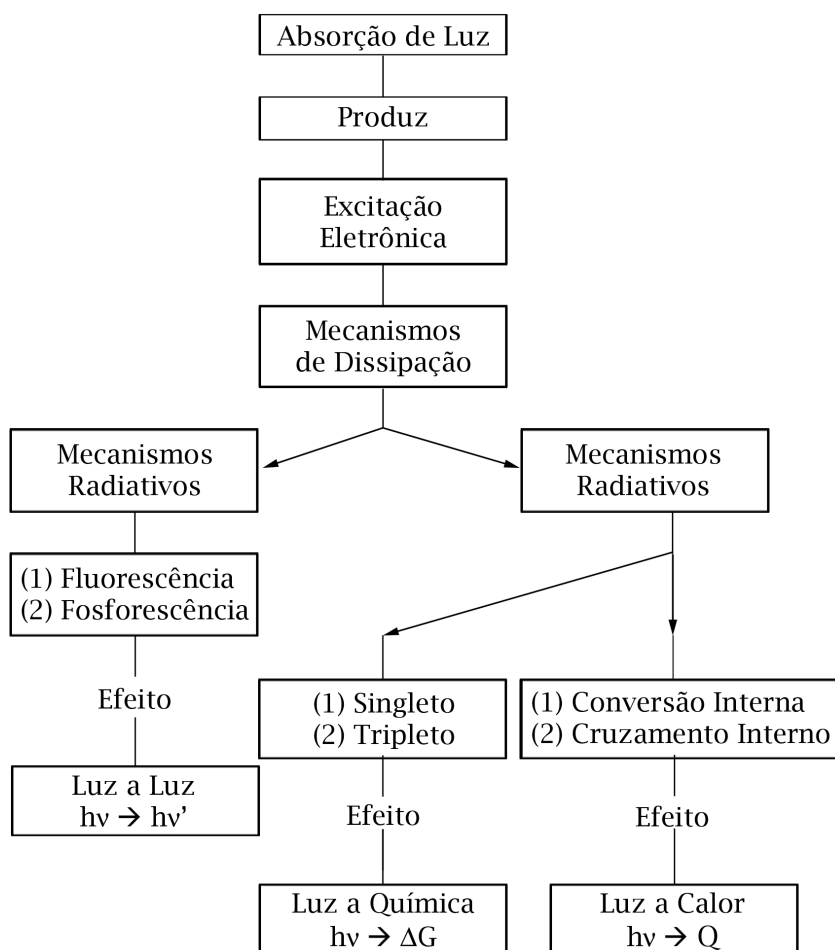 Absorção de Luz
Produz
Excitação
Eletrônica
Mecanismos
de Dissipação
Mecanismos
Radiativos
Mecanismos
Radiativos
(1) Fluorescência
(2) Fosforescência
Efeito
Luz a Luz
hν → hν’
(1) Singleto
(2) Tripleto
Efeito
Luz a Química
hν → ΔG
(1) Conversão Interna
(2) Cruzamento Interno
Efeito
Luz a Calor
hν → Q